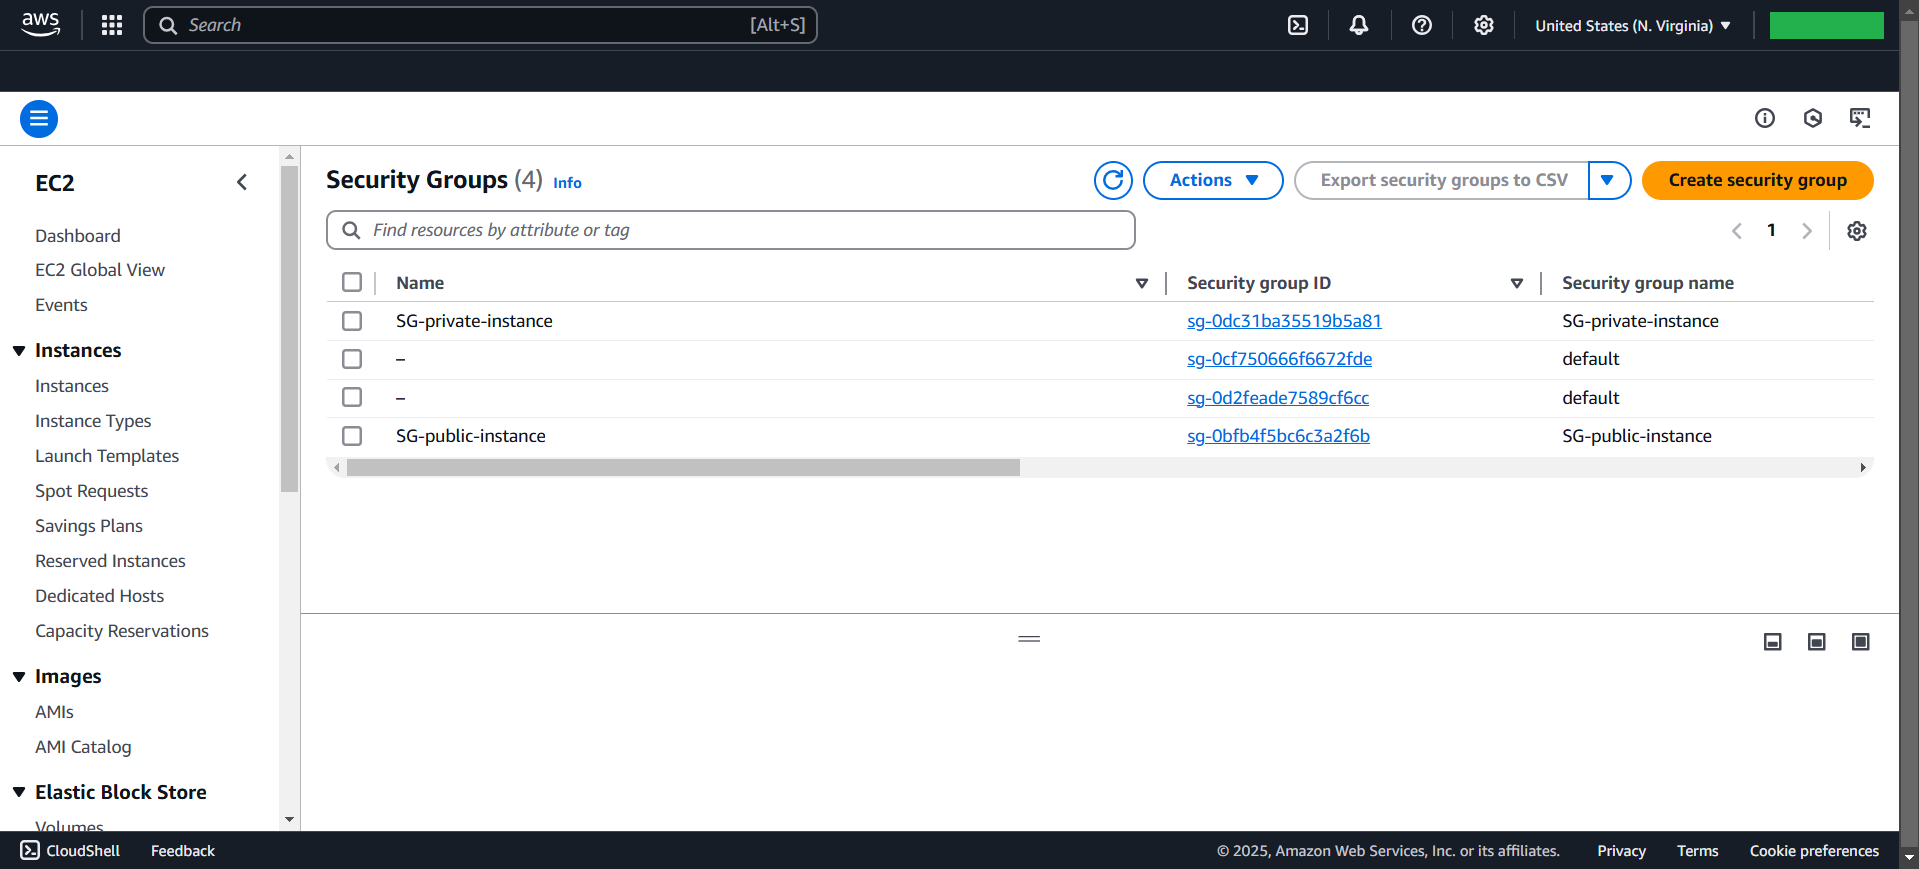 aws
Search [Alt+S]
United States (N. Virginia)
EC2
Dashboard
EC2 Global View
Events
Instances
Instances
Instance Types
Launch Templates
Spot Requests
Savings Plans
Reserved Instances
Dedicated Hosts
Capacity Reservations
Images
AMIs
AMI Catalog
Elastic Block Store
Volumes
Security Groups (4) Info
Actions
Export security groups to CSV
Create security group
Find resources by attribute or tag
1
Name Security group ID Security group name
SG-private-instance sg-0dc31ba35519b5a81 SG-private-instance
– sg-0cf750666f6672fde default
– sg-0d2feade7589cf6cc default
SG-public-instance sg-0bfb4f5bc6c3a2f6b SG-public-instance
CloudShell Feedback © 2025, Amazon Web Services, Inc. or its affiliates. Privacy Terms Cookie preferences